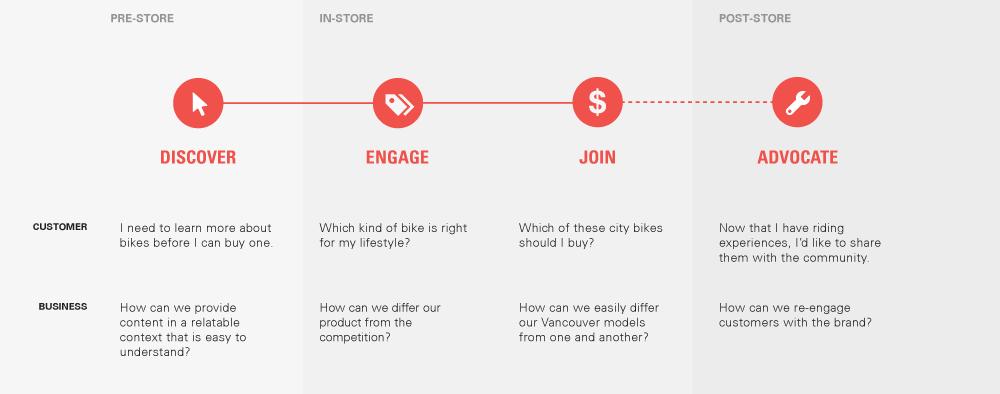 PRE-STORE
IN-STORE
POST-STORE
$
DISCOVER
ENGAGE
JOIN
ADVOCATE
CUSTOMER
I need to learn more about
bikes before I can buy one.
Which kind of bike is right
for my lifestyle?
Which of these city bikes
should I buy?
Now that I have riding
experiences, I'd like to share
them with the community.
BUSINESS
How can we provide
content in a relatable
context that is easy to
understand?
How can we differ our
product from the
competition?
How can we easily differ
our Vancouver models
from one and another?
How can we re-engage
customers with the brand?